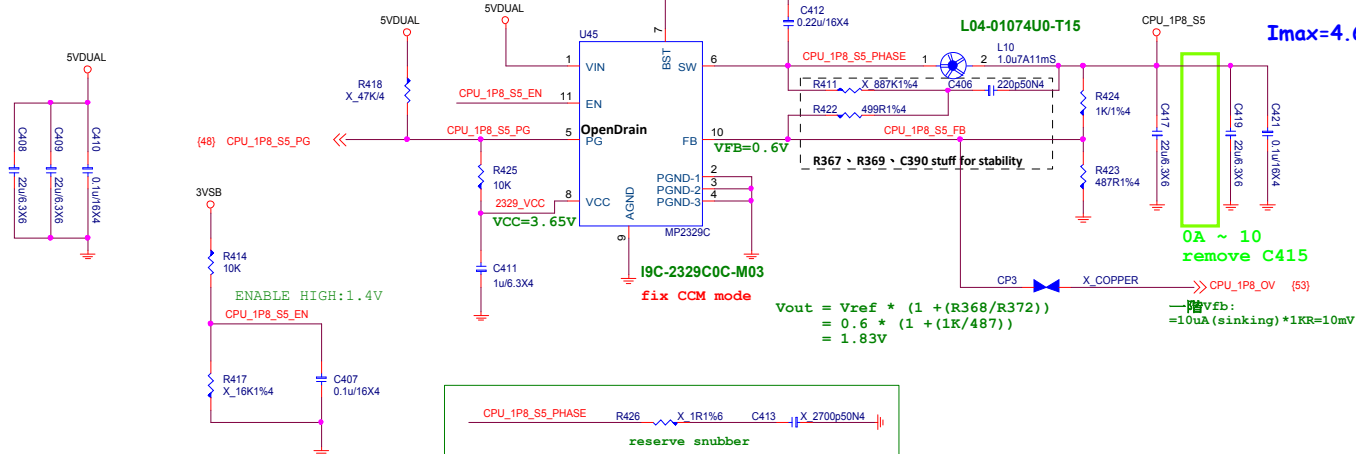 5VDUAL
C408
22u/6.3X6
C409
22u/6.3X6
C410
0.1u/16X4
5VDUAL
R418
X_47K/4
5VDUAL
U45
1
VIN
CPU_1P8_S5_EN
11
EN
{48} CPU_1P8_S5_PG
CPU_1P8_S5_PG
5
OpenDrain
PG
R425
10K
2329_VCC
8
VCC
VCC=3.65V
C411
1u/6.3X4
7
BST
SW
6
FB
10
VFB=0.6V
PGND-1
2
PGND-2
3
PGND-3
4
AGND
9
MP2329C
I9C-2329C0C-M03
fix CCM mode
C412
0.22u/16X4
CPU_1P8_S5_PHASE
1
2
L04-01074U0-T15
L10
1.0u7A11mS
R411
X_887K1%4
C406
220p50N4
R422
499R1%4
CPU_1P8_S5_FB
R367、R369、C390 stuff for stability
R424
1K/1%4
R423
487R1%4
CPU_1P8_S5
C417
22u/6.3X6
C419
22u/6.3X6
C421
0.1u/16X4
0A ~ 10
remove C415
CP3
X_COPPER
CPU_1P8_OV {53}
一階Vfb:
=10uA(sinking)*1KR=10mV
Vout = Vref * (1 +(R368/R372))
= 0.6 * (1 +(1K/487))
= 1.83V
3VSB
R414
10K
ENABLE HIGH:1.4V
CPU_1P8_S5_EN
R417
X_16K1%4
C407
0.1u/16X4
CPU_1P8_S5_PHASE
R426
X_1R1%6
C413
X_2700p50N4
reserve snubber